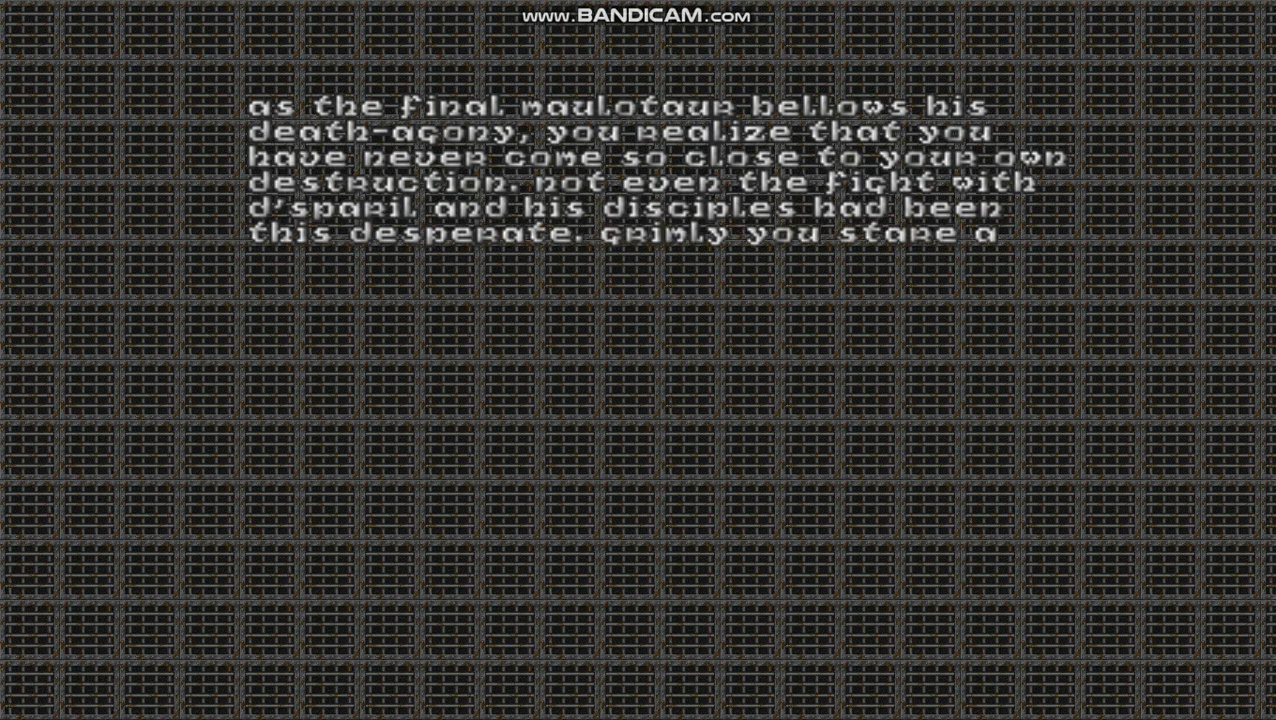 www.BANDICAM.com
as the final maulotaur bellows his
death-agony, you realize that you
have never come so close to your own
destruction. not even the fight with
d'sparil and his disciples had been
this desperate. grimly you stare a